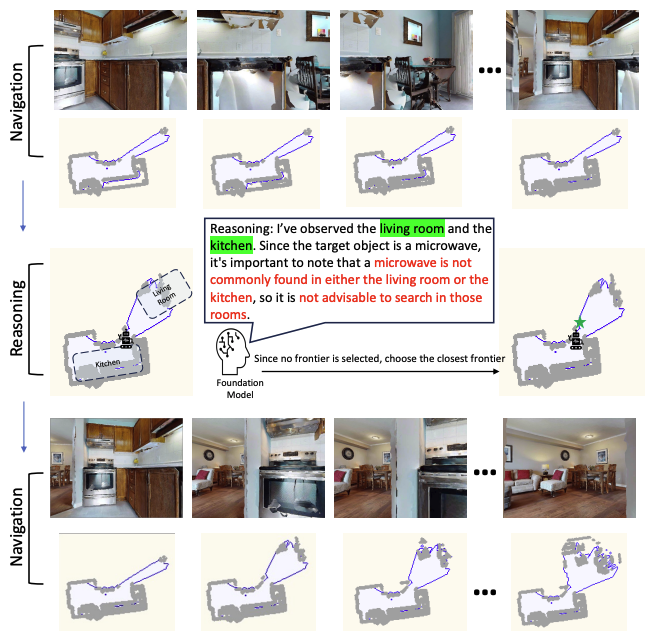 Navigation
Reasoning: I've observed the living room and the
kitchen. Since the target object is a microwave,
it's important to note that a microwave is not
commonly found in either the living room or the
kitchen, so it is not advisable to search in those
rooms.
Reasoning
Living
Room
Kitchen
Since no frontier is selected, choose the closest frontier
Foundation
Model
Navigation